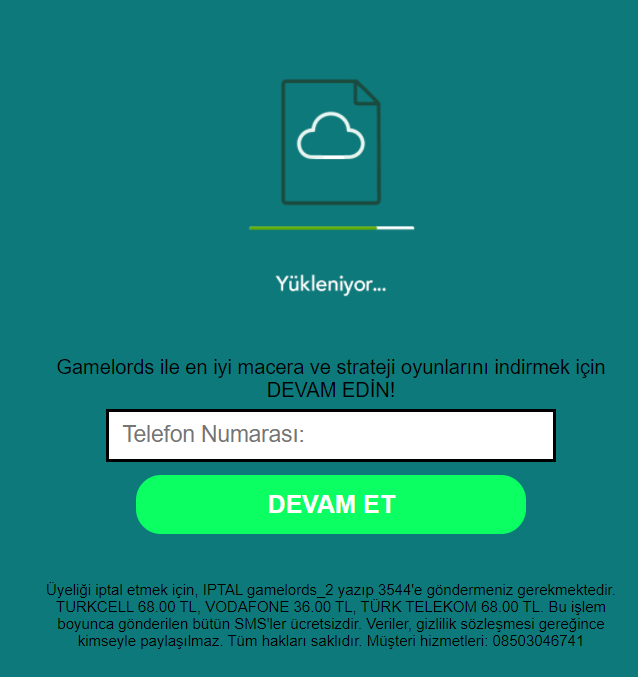 Yükleniyor...
Gamelords ile en iyi macera ve strateji oyunlarını indirmek için
DEVAM EDİN!
Telefon Numarası:
DEVAM ET
Üyeliği iptal etmek için, IPTAL gamelords_2 yazıp 3544'e göndermeniz gerekmektedir.
TURKCELL 68.00 TL, VODAFONE 36.00 TL, TÜRK TELEKOM 68.00 TL. Bu işlem
boyunca gönderilen bütün SMS'ler ücretsizdir. Veriler, gizlilik sözleşmesi gereğince
kimseyle paylaşılmaz. Tüm hakları saklıdır. Müşteri hizmetleri: 08503046741